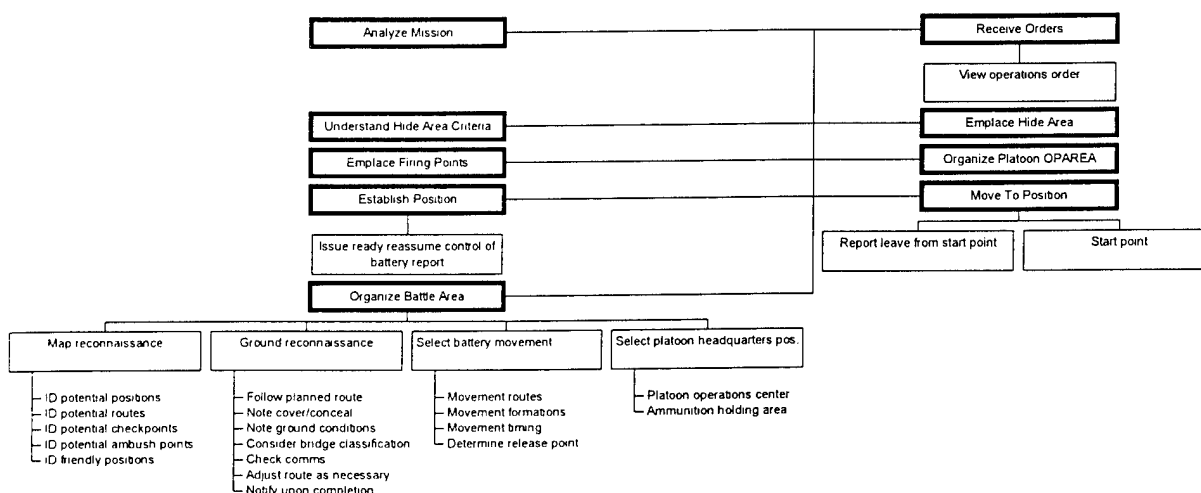 Analyze Mission
Receive Orders
View operations order
Understand Hide Area Criteria
Emplace Hide Area
Emplace Firing Points
Organize Platoon OPAREA
Establish Position
Move To Position
Issue ready reassume control of
battery report
Report leave from start point
Start point
Organize Battle Area
Map reconnaissance
Ground reconnaissance
Select battery movement
Select platoon headquarters pos.
ID potential positions
ID potential routes
ID potential checkpoints
ID potential ambush points
ID friendly positions
Follow planned route
Note cover/conceal
Note ground conditions
Consider bridge classification
Check comms
Adjust route as necessary
Notify upon completion
Movement routes
Movement formations
Movement timing
Determine release point
Platoon operations center
Ammunition holding area